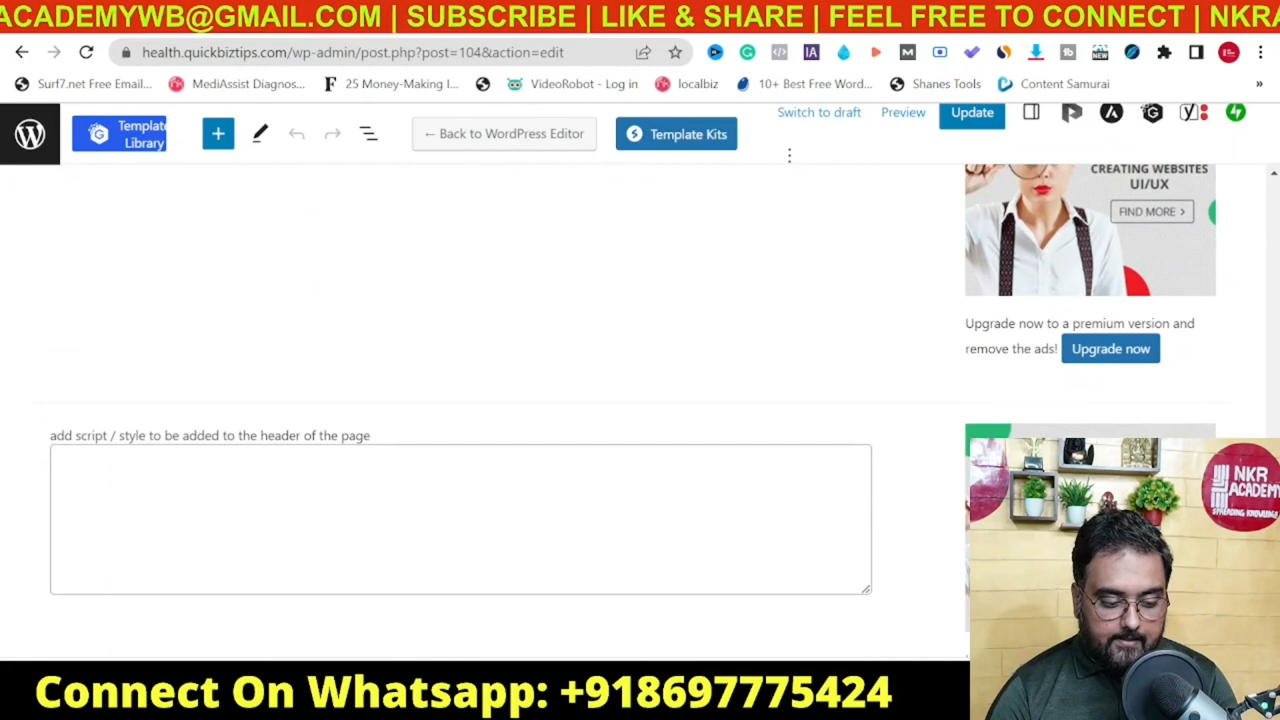 ACADEMYWB@GMAIL.COM | SUBSCRIBE | LIKE & SHARE | FEEL FREE TO CONNECT | NKRA
health.quickbiztips.com/wp-admin/post.php?post=104&action=edit
Surf7.net Free Email... MediAssist Diagnos... 25 Money-Making I... VideoRobot - Log in localbiz 10+ Best Free Word... Shanes Tools Content Samurai »
Template Library
← Back to WordPress Editor
Template Kits
Switch to draft Preview Update
CREATING WEBSITES
UI/UX
FIND MORE >
Upgrade now to a premium version and
remove the ads! Upgrade now
add script / style to be added to the header of the page
NKR
ACADEMY
SPREADING KNOWLEDGE
Connect On Whatsapp: +918697775424